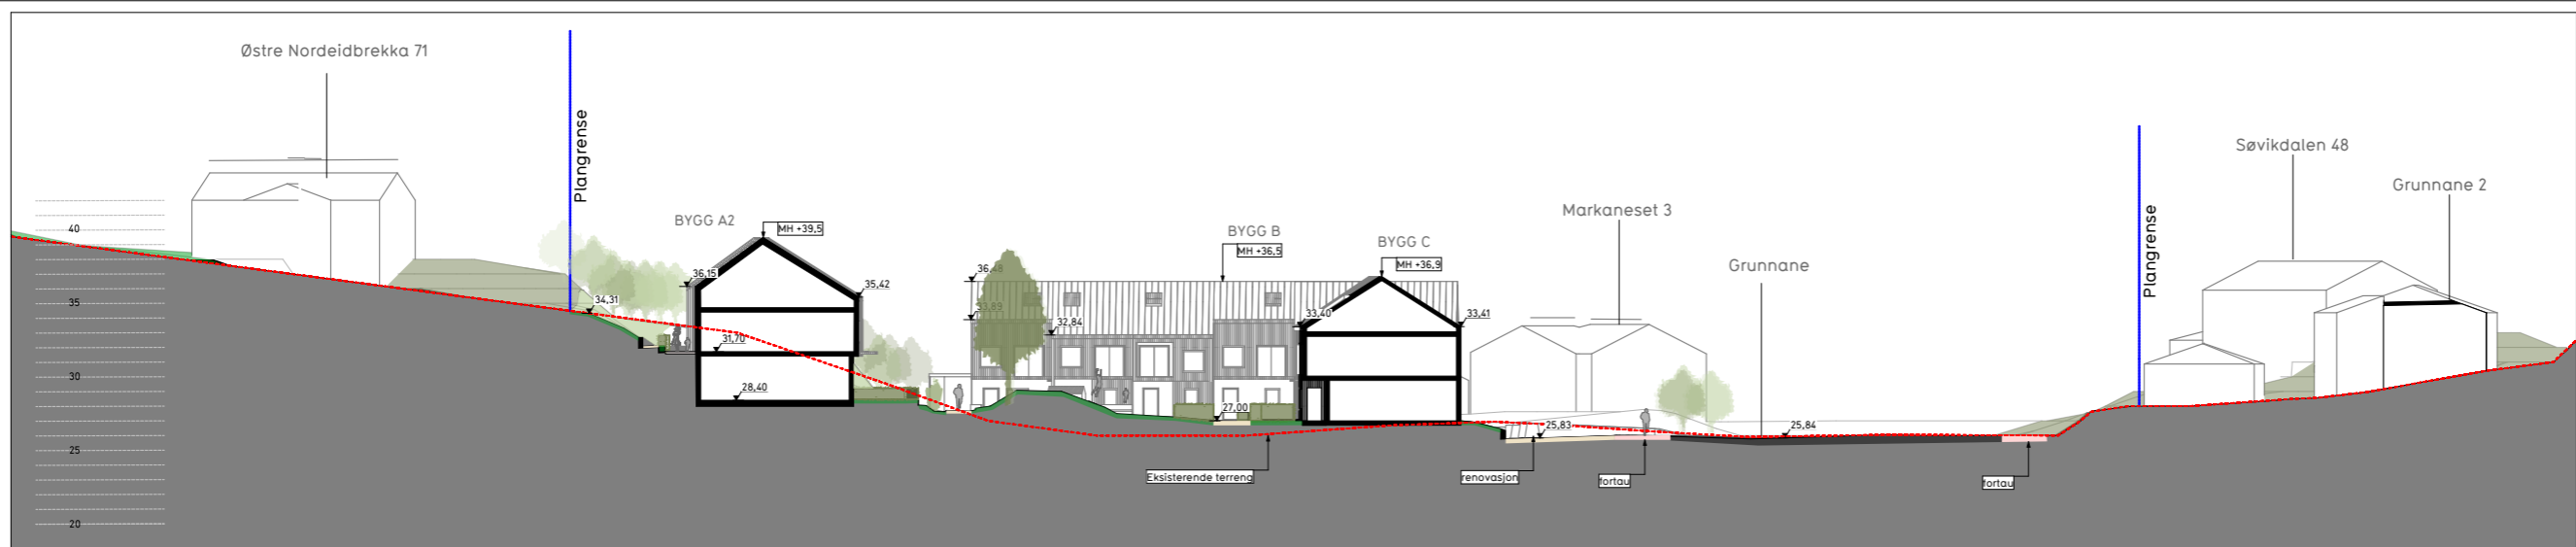 Østre Nordeidbrekka 71
Plangrense
BYGG A2
MH +39,5
36,15
35,42
34,31
31,70
28,40
40
35
30
25
20
36,48
33,89
32,84
BYGG B
MH +36,5
BYGG C
MH +36,9
33,40
33,41
27,00
Markaneset 3
Grunnane
25,83
25,84
Eksisterende terreng
renovasjon
fortau
fortau
Plangrense
Søvikdalen 48
Grunnane 2